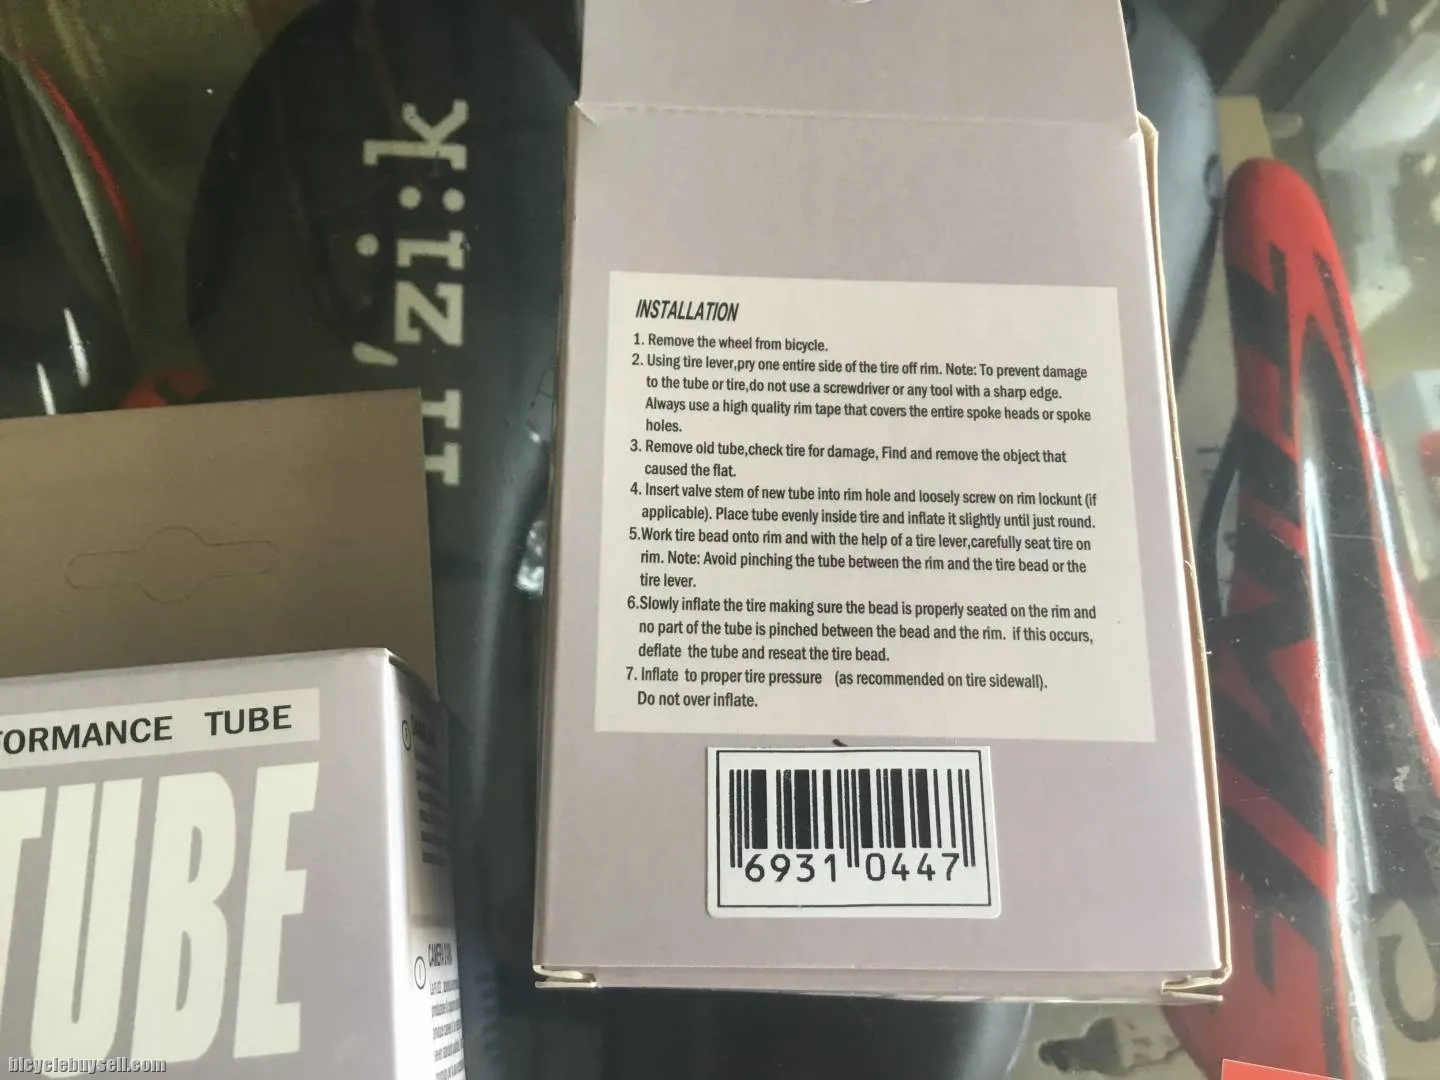 fi'zi:k
INSTALLATION
1. Remove the wheel from bicycle.
2. Using tire lever,pry one entire side of the tire off rim. Note: To prevent damage
to the tube or tire,do not use a screwdriver or any tool with a sharp edge.
Always use a high quality rim tape that covers the entire spoke heads or spoke
holes.
3. Remove old tube,check tire for damage, Find and remove the object that
caused the flat.
4. Insert valve stem of new tube into rim hole and loosely screw on rim lockunt (if
applicable). Place tube evenly inside tire and inflate it slightly until just round.
5.Work tire bead onto rim and with the help of a tire lever,carefully seat tire on
rim. Note: Avoid pinching the tube between the rim and the tire bead or the
tire lever.
6.Slowly inflate the tire making sure the bead is properly seated on the rim and
no part of the tube is pinched between the bead and the rim. if this occurs,
deflate the tube and reseat the tire bead.
7. Inflate to proper tire pressure (as recommended on tire sidewall).
Do not over inflate.
6931 0447
FORMANCE TUBE
TUBE
bicyclebuysell.com